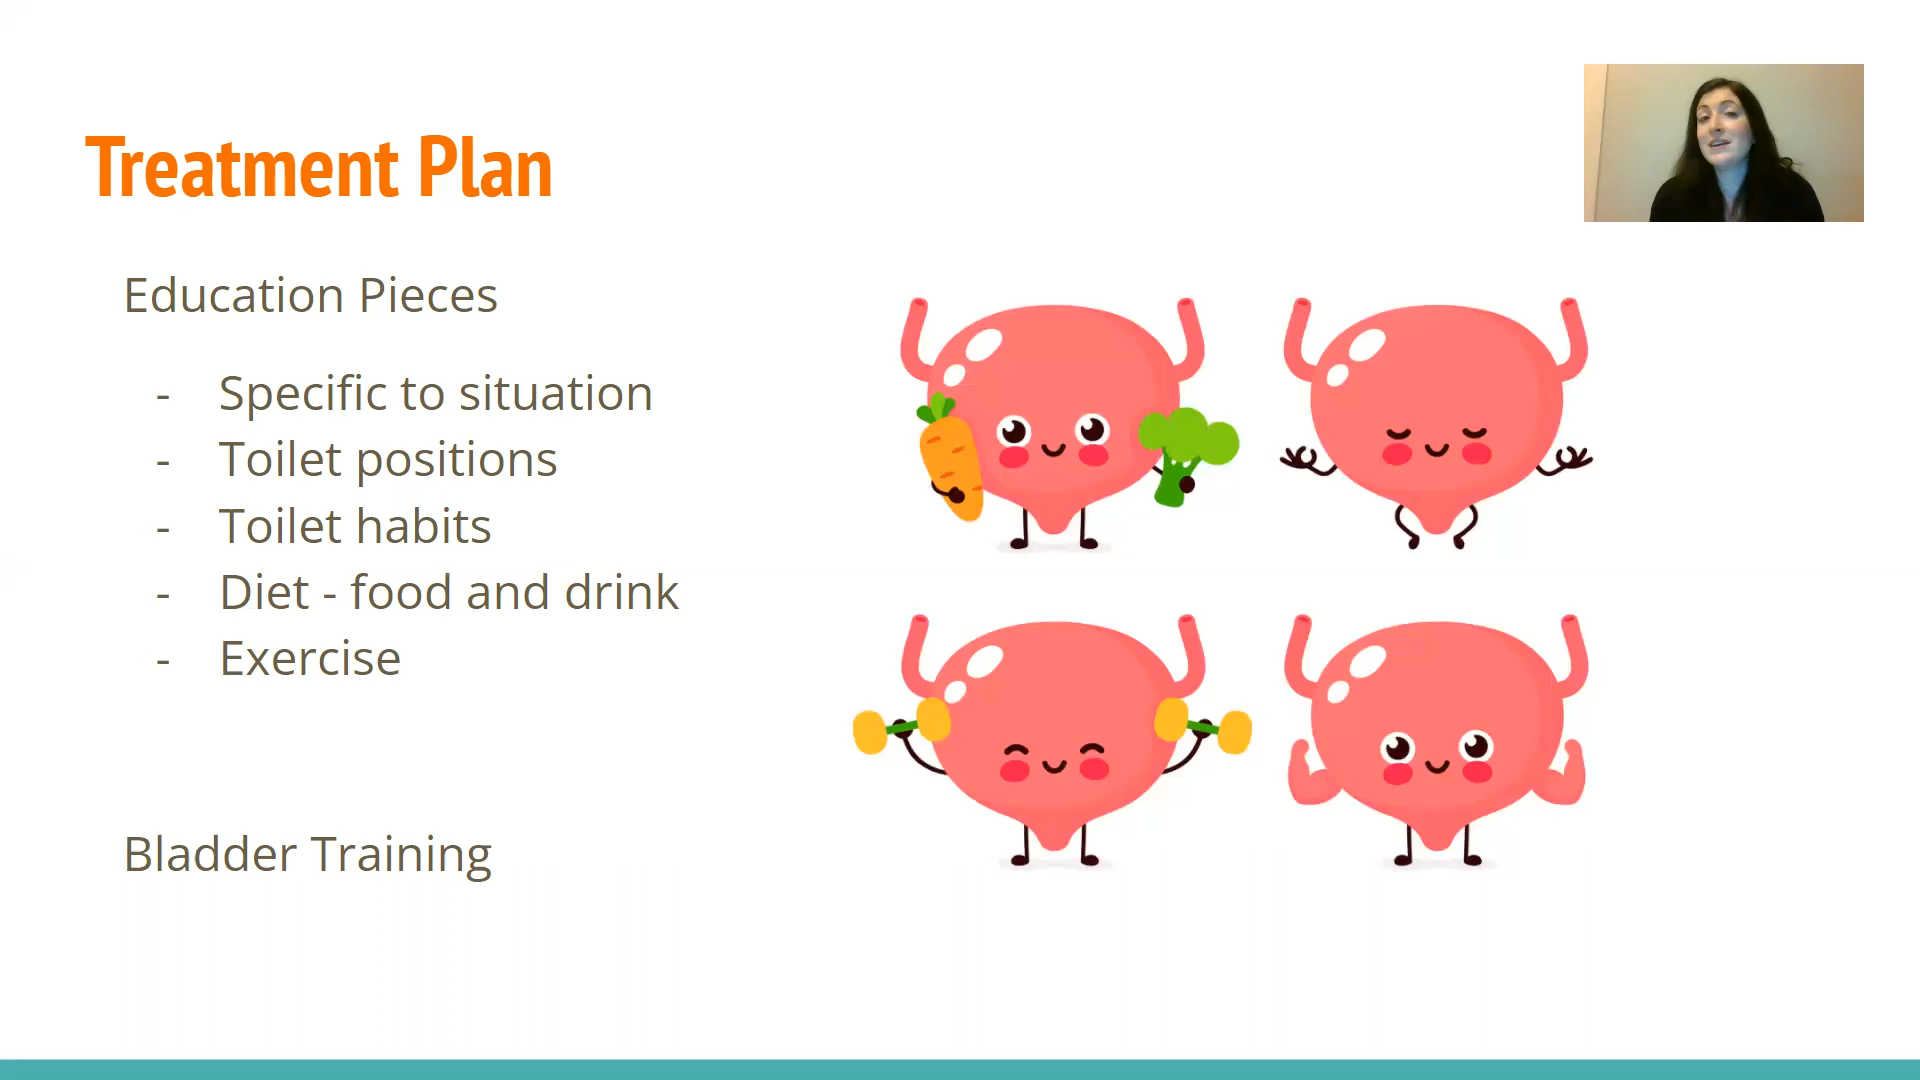 Treatment Plan
Education Pieces
- Specific to situation
- Toilet positions
- Toilet habits
- Diet - food and drink
- Exercise
Bladder Training